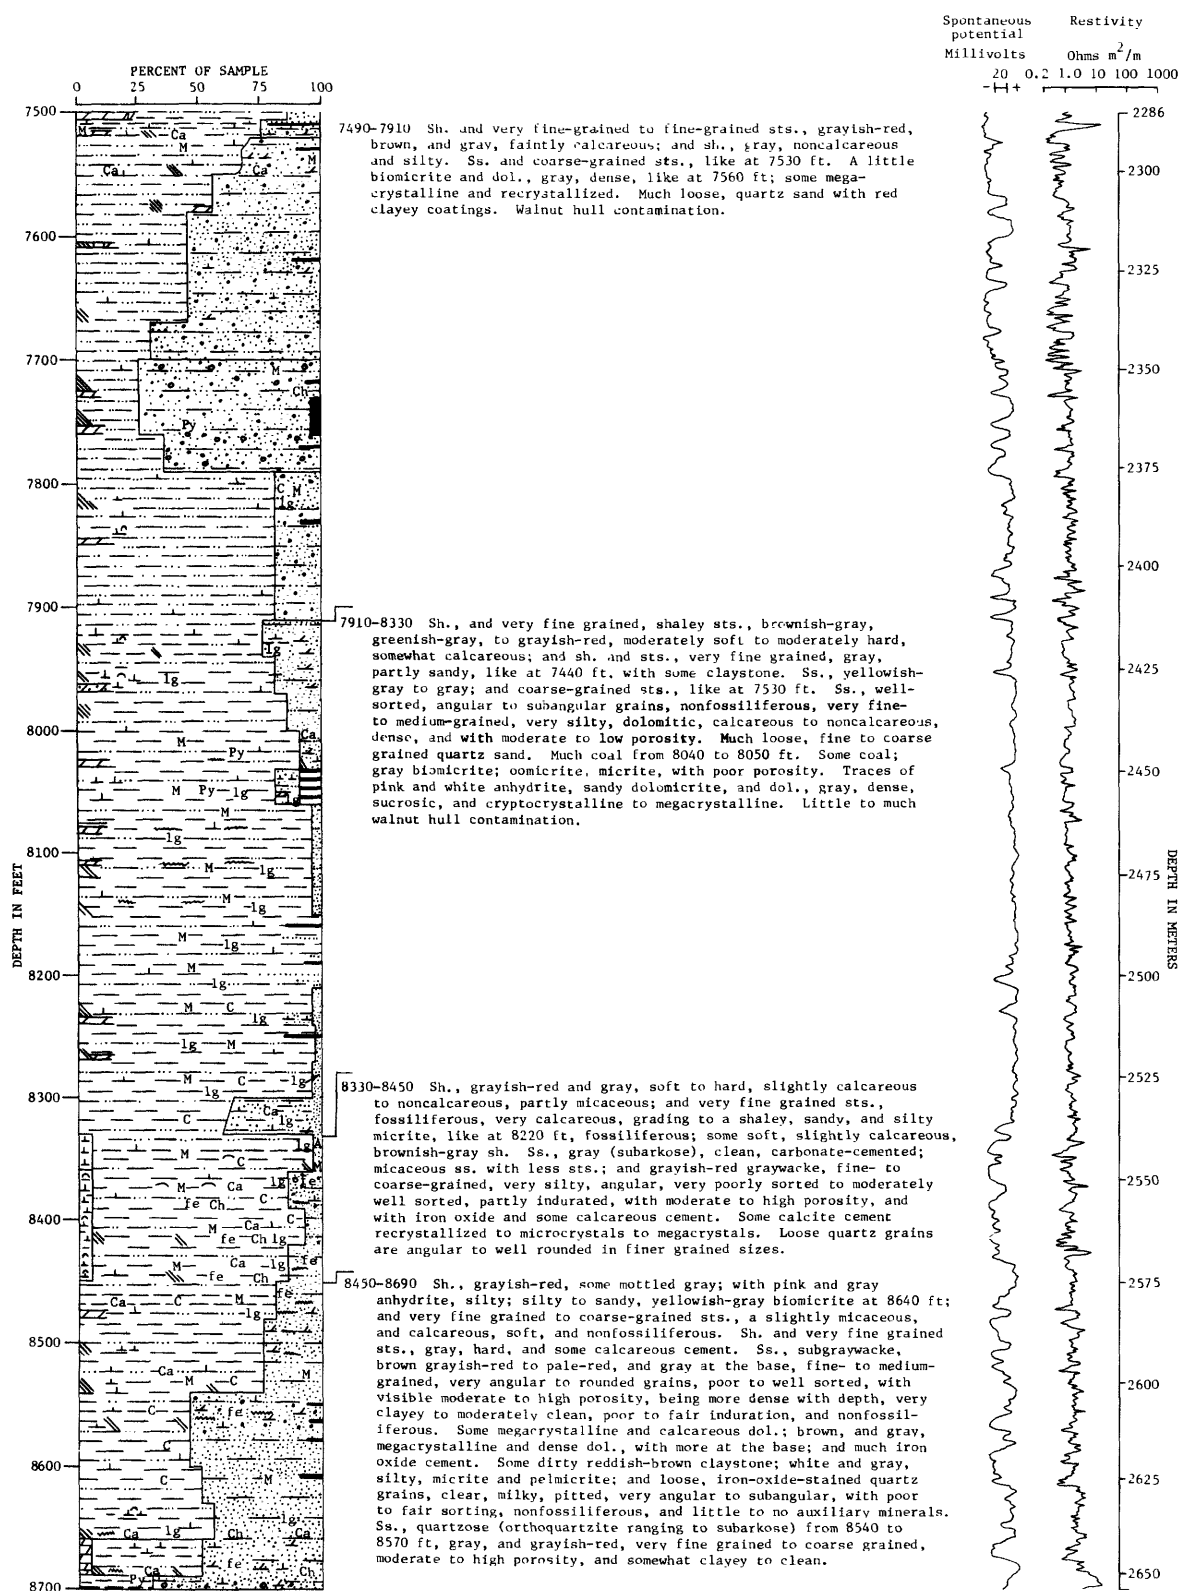 Spontaneous potential
Millivolts
20
- +
Restivity
Ohms m²/m
0.2 1.0 10 100 1000
PERCENT OF SAMPLE
0 25 50 75 100
DEPTH IN FEET
7500
7600
7700
7800
7900
8000
8100
8200
8300
8400
8500
8600
8700
7490-7910 Sh. and very fine-grained to fine-grained sts., grayish-red,
brown, and gray, faintly calcareous; and sh., gray, noncalcareous
and silty. Ss. and coarse-grained sts., like at 7530 ft. A little
biomicrite and dol., gray, dense, like at 7560 ft; some mega-
crystalline and recrystallized. Much loose, quartz sand with red
clayey coatings. Walnut hull contamination.
7910-8330 Sh., and very fine grained, shaley sts., brownish-gray,
greenish-gray, to grayish-red, moderately soft to moderately hard,
somewhat calcareous; and sh. and sts., very fine grained, gray,
partly sandy, like at 7440 ft. with some claystone. Ss., yellowish-
gray to gray; and coarse-grained sts., like at 7530 ft. Ss., well-
sorted, angular to subangular grains, nonfossiliferous, very fine-
to medium-grained, very silty, dolomitic, calcareous to noncalcareous,
dense, and with moderate to low porosity. Much loose, fine to coarse
grained quartz sand. Much coal from 8040 to 8050 ft. Some coal;
gray biomicrite; oomicrite, micrite, with poor porosity. Traces of
pink and white anhydrite, sandy dolomicrite, and dol., gray, dense,
sucrosic, and cryptocrystalline to megacrystalline. Little to much
walnut hull contamination.
8330-8450 Sh., grayish-red and gray, soft to hard, slightly calcareous
to noncalcareous, partly micaceous; and very fine grained sts.,
fossiliferous, very calcareous, grading to a shaley, sandy, and silty
micrite, like at 8220 ft, fossiliferous; some soft, slightly calcareous,
brownish-gray sh. Ss., gray (subarkose), clean, carbonate-cemented;
micaceous ss. with less sts.; and grayish-red graywacke, fine- to
coarse-grained, very silty, angular, very poorly sorted to moderately
well sorted, partly indurated, with moderate to high porosity, and
with iron oxide and some calcareous cement. Some calcite cement
recrystallized to microcrystals to megacrystals. Loose quartz grains
are angular to well rounded in finer grained sizes.
8450-8690 Sh., grayish-red, some mottled gray; with pink and gray
anhydrite, silty; silty to sandy, yellowish-gray biomicrite at 8640 ft;
and very fine grained to coarse-grained sts., a slightly micaceous,
and calcareous, soft, and nonfossiliferous. Sh. and very fine grained
sts., gray, hard, and some calcareous cement. Ss., subgraywacke,
brown grayish-red to pale-red, and gray at the base, fine- to medium-
grained, very angular to rounded grains, poor to well sorted, with
visible moderate to high porosity, being more dense with depth, very
clayey to moderately clean, poor to fair induration, and nonfossil-
iferous. Some megacrystalline and calcareous dol.; brown, and gray,
megacrystalline and dense dol., with more at the base; and much iron
oxide cement. Some dirty reddish-brown claystone; white and gray,
silty, micrite and pelmicrite; and loose, iron-oxide-stained quartz
grains, clear, milky, pitted, very angular to subangular, with poor
to fair sorting, nonfossiliferous, and little to no auxiliary minerals.
Ss., quartzose (orthoquartzite ranging to subarkose) from 8540 to
8570 ft, gray, and grayish-red, very fine grained to coarse grained,
moderate to high porosity, and somewhat clayey to clean.
2286
2300
2325
2350
2375
2400
2425
2450
2475
2500
2525
2550
2575
2600
2625
2650
DEPTH IN METERS